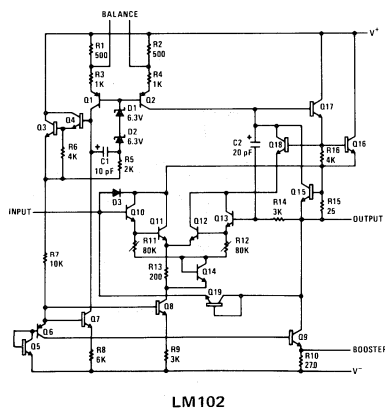 BALANCE
V+
R1
500
R2
500
R3
1K
R4
1K
Q1
Q2
Q17
D1
6.3V
Q3
Q4
D2
6.3V
C2
20 pF
Q18
Q16
R16
4K
R6
4K
C1
10 pF
R5
2K
Q15
D3
R15
25
INPUT
Q10
Q11
Q12
Q13
R14
3K
OUTPUT
R11
80K
R12
80K
R7
10K
R13
200
Q14
Q19
Q8
Q6
Q7
Q9
Q5
BOOSTER
R8
6K
R9
3K
R10
270
V-
LM102